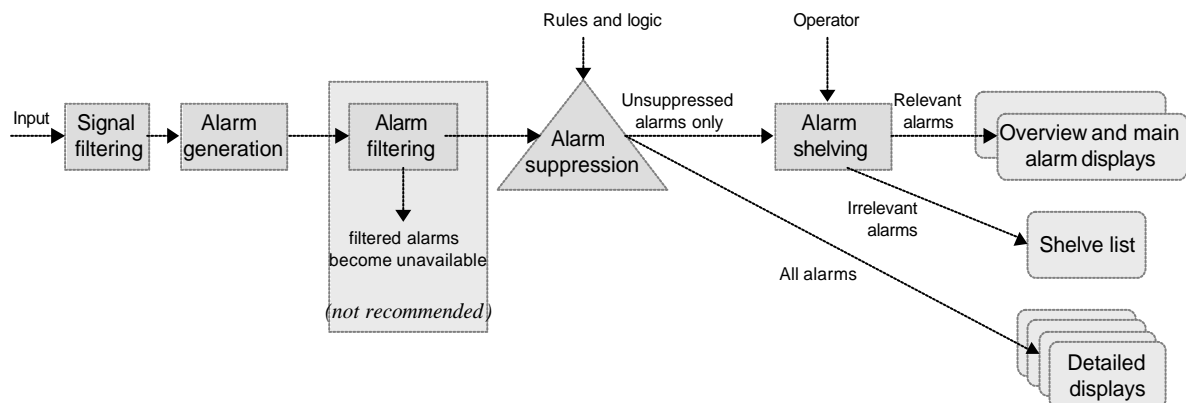 Rules and logic
Operator
Input
Signal
filtering
Alarm
generation
Alarm
filtering
filtered alarms
become unavailable
(not recommended)
Alarm
suppression
Unsuppressed
alarms only
Alarm
shelving
Relevant
alarms
Overview and main
alarm displays
Irrelevant
alarms
Shelve list
All alarms
Detailed
displays